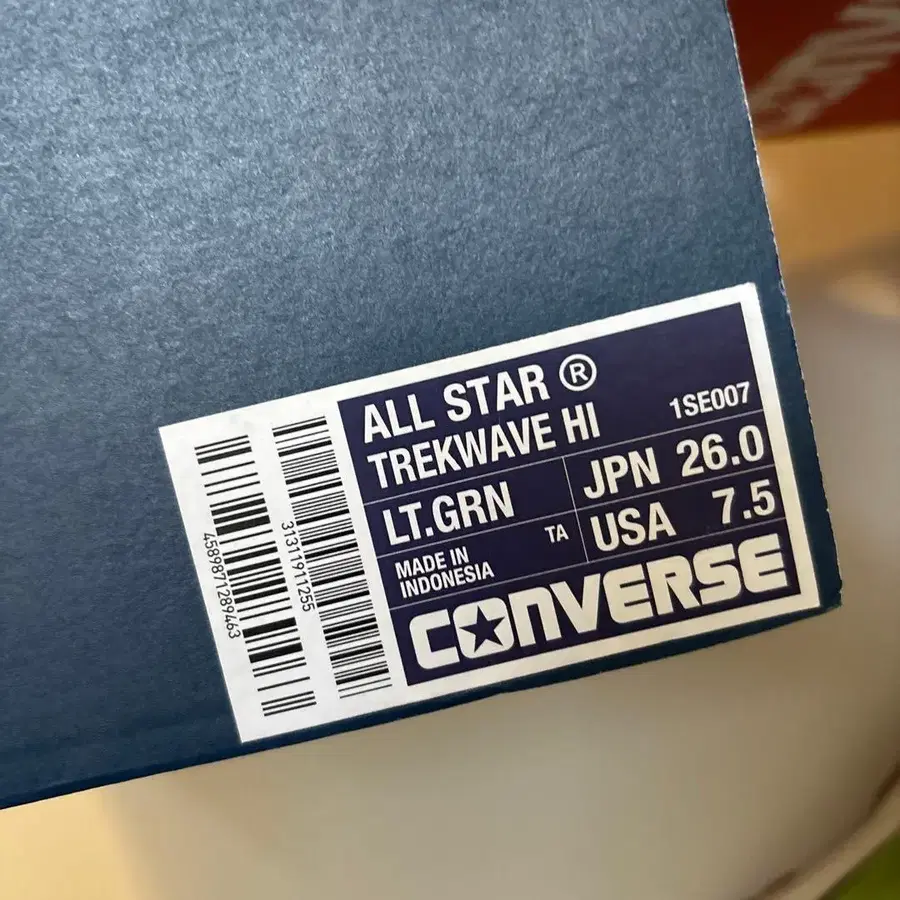 ALL STAR ®
TREKWAVE HI 1SE007
LT.GRN JPN 26.0
TA USA 7.5
MADE IN
INDONESIA
CONVERSE
4589871289463
31311911255